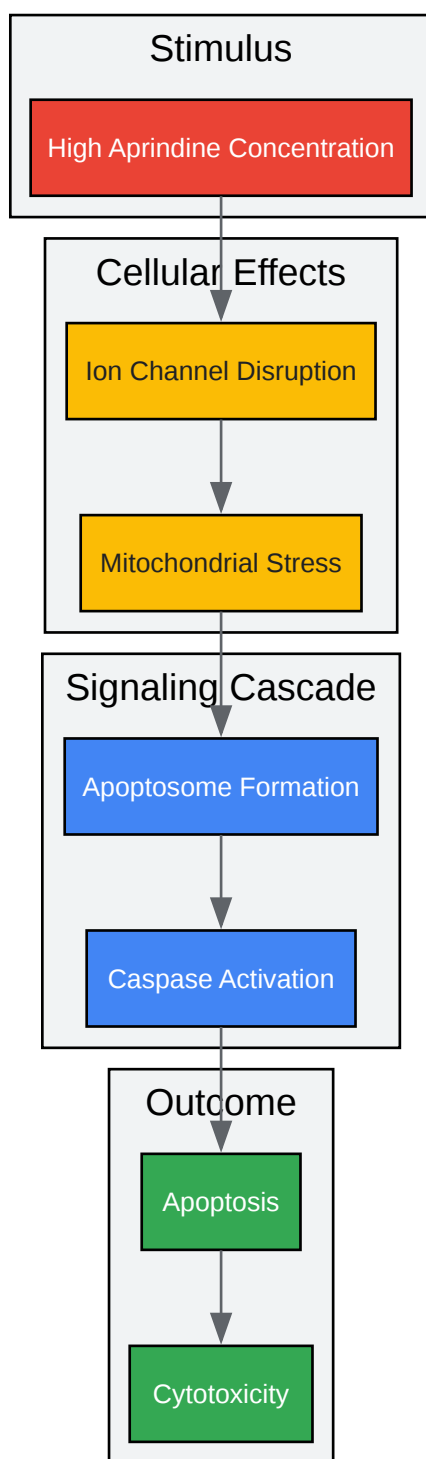 Stimulus
High Aprindine Concentration
Cellular Effects
Ion Channel Disruption
Mitochondrial Stress
Signaling Cascade
Apoptosome Formation
Caspase Activation
Outcome
Apoptosis
Cytotoxicity